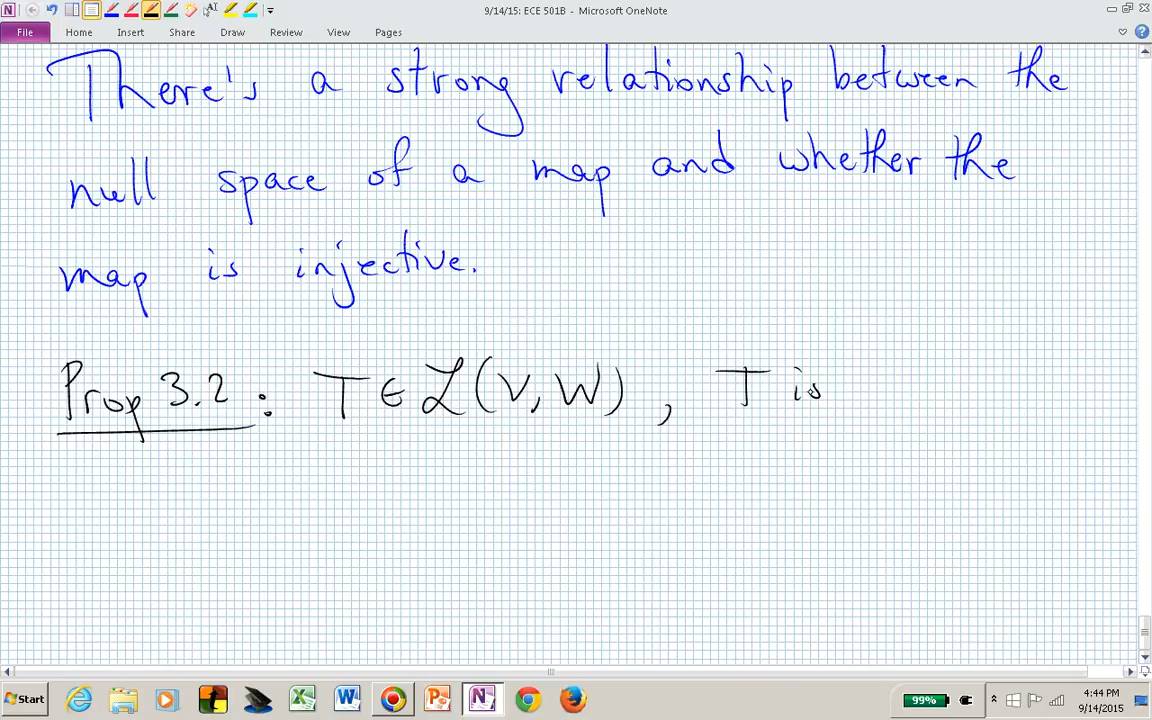 9/14/15: ECE 501B - Microsoft OneNote
File Home Insert Share Draw Review View Pages
There's a strong relationship between the
null space of a map and whether the
map is injective.
Prop 3.2: T ∈ ℒ(V, W), T is
Start
99%
4:44 PM
9/14/2015